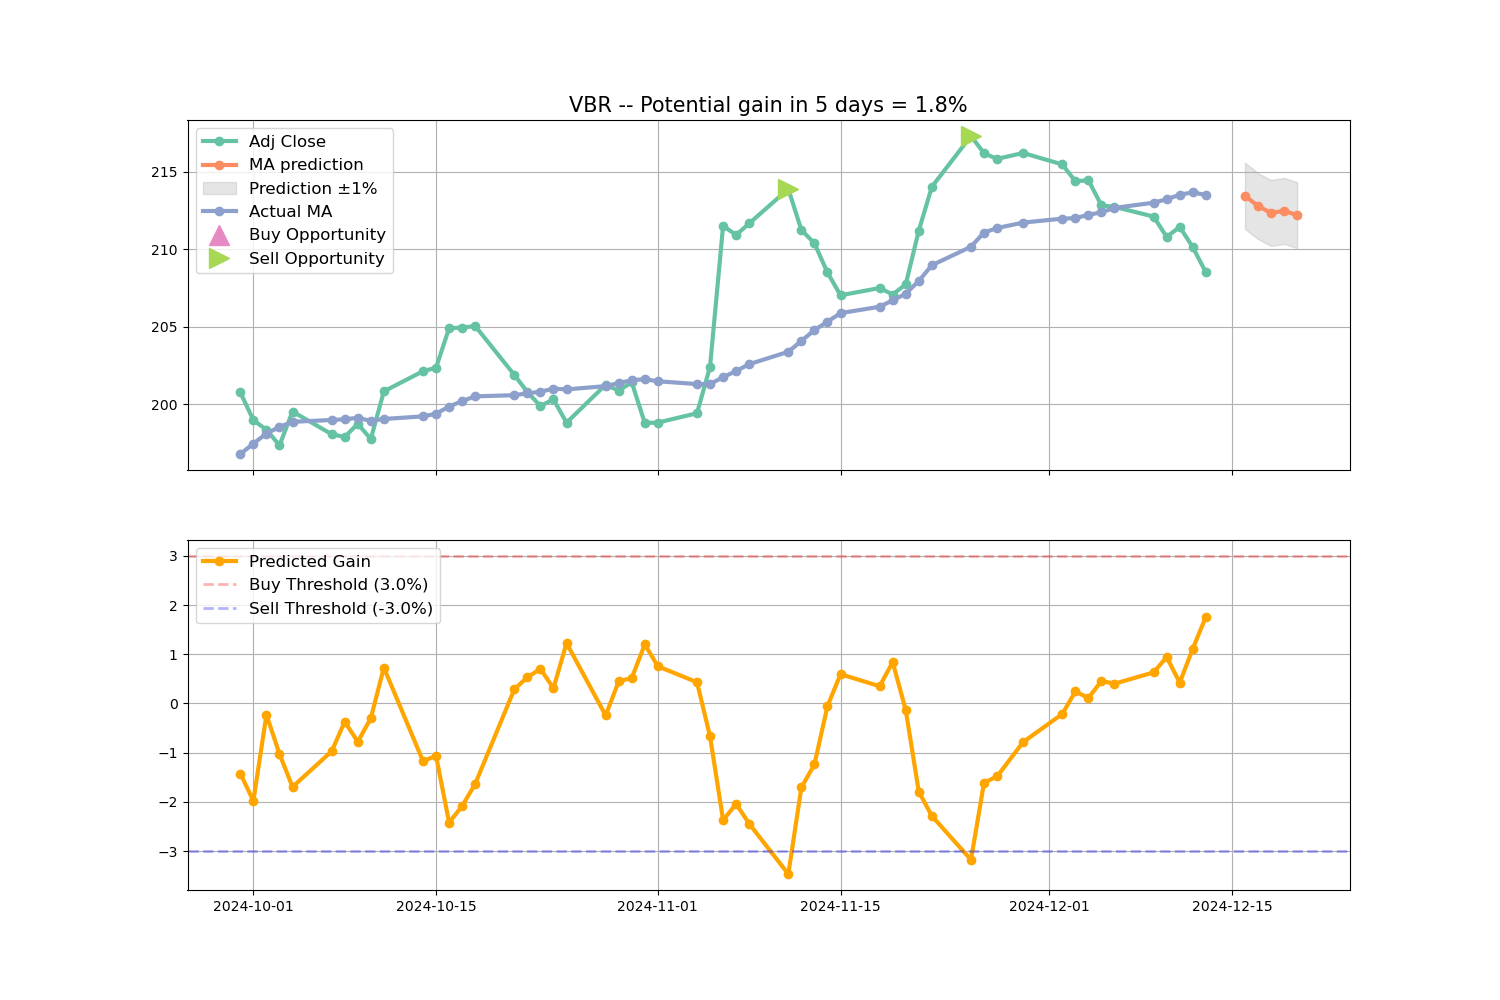 VBR -- Potential gain in 5 days = 1.8%
Adj Close
MA prediction
Prediction ±1%
Actual MA
Buy Opportunity
Sell Opportunity
215
210
205
200
Predicted Gain
Buy Threshold (3.0%)
Sell Threshold (-3.0%)
3
2
1
0
−1
−2
−3
2024-10-01
2024-10-15
2024-11-01
2024-11-15
2024-12-01
2024-12-15